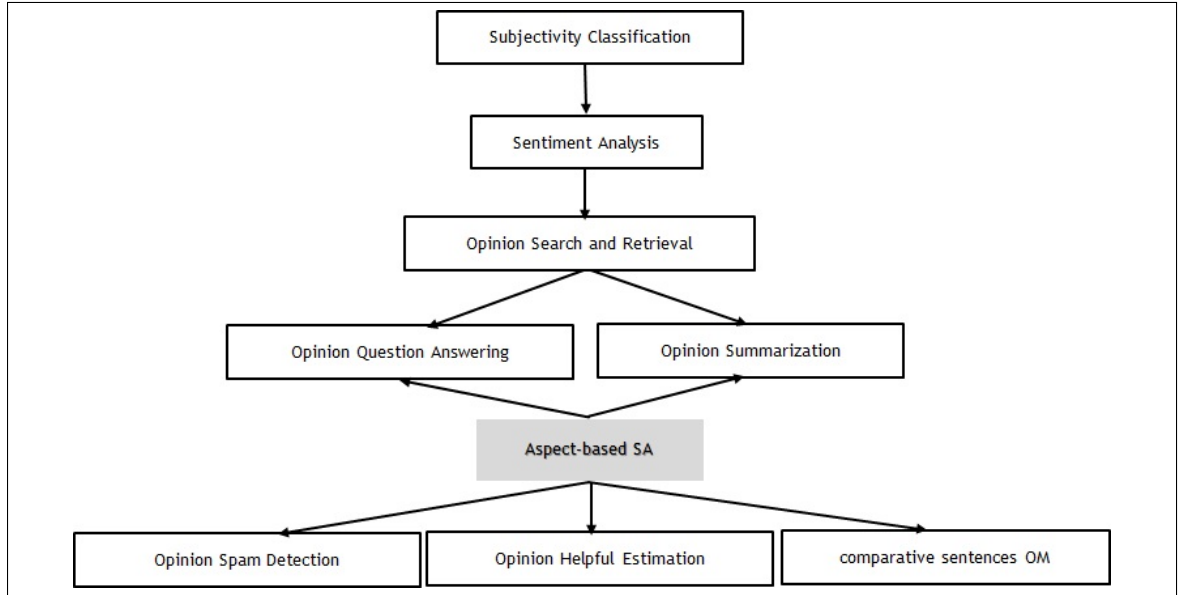 Subjectivity Classification
Sentiment Analysis
Opinion Search and Retrieval
Opinion Question Answering
Opinion Summarization
Aspect-based SA
Opinion Spam Detection
Opinion Helpful Estimation
comparative sentences OM